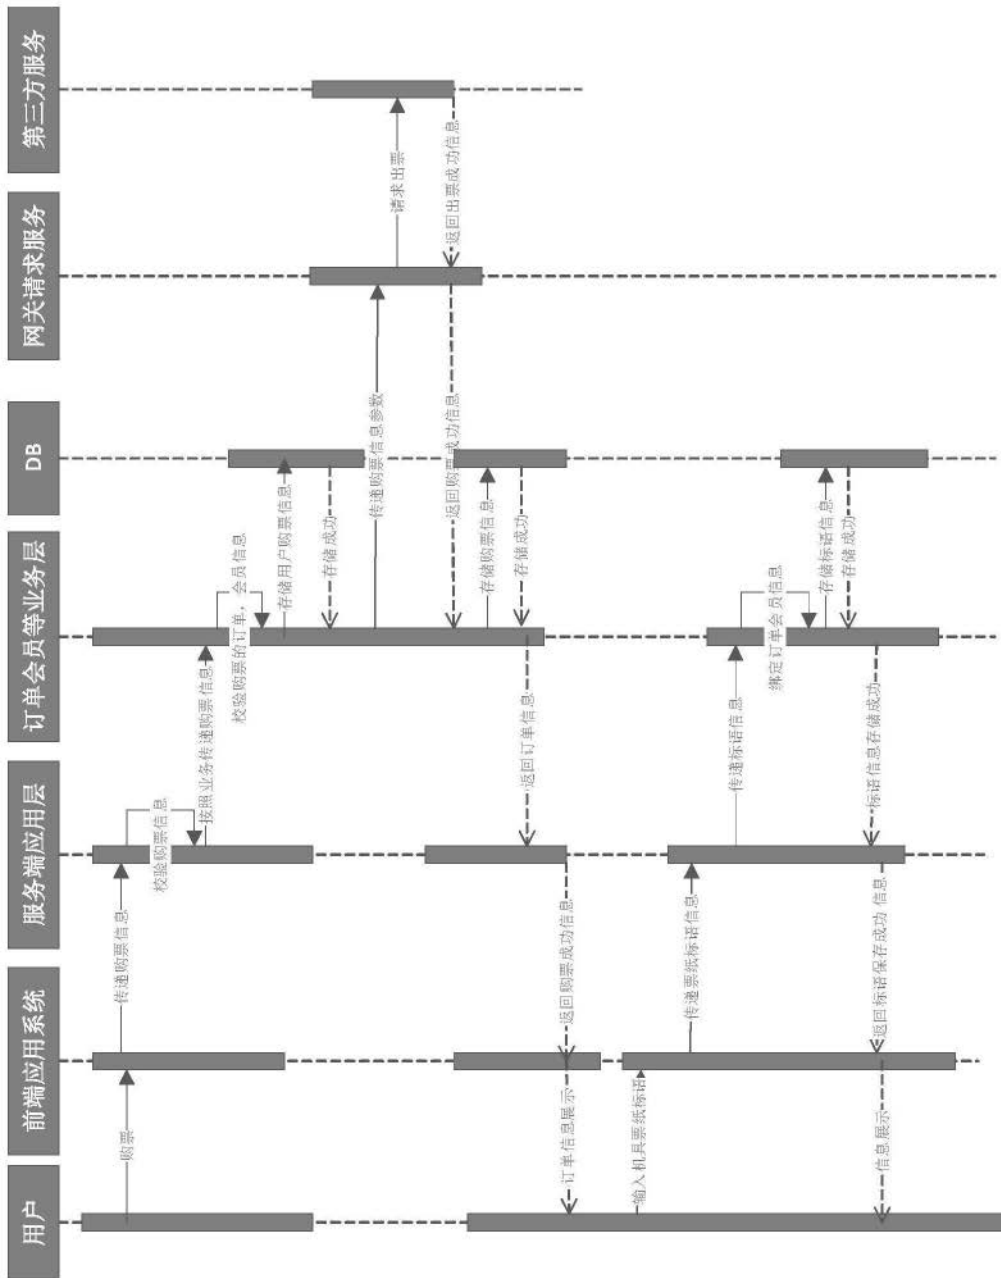 用户
前端应用系统
服务端应用层
订单会员等业务层
DB
网关请求服务
第三方服务
购票
传递购票信息
校验购票信息
按照业务传递购票信息
校验购票的订单，会员信息
存储用户购票信息
存储成功
传递购票信息参数
请求出票
返回出票成功信息
返回购票成功信息
存储购票信息
存储成功
返回订单信息
返回购票成功信息
订单信息展示
输入机具票纸标语
传递票纸标语信息
传递标语信息
绑定订单会员信息
存储标语信息
存储成功
标语信息存储成功
返回标语保存成功 信息
信息展示